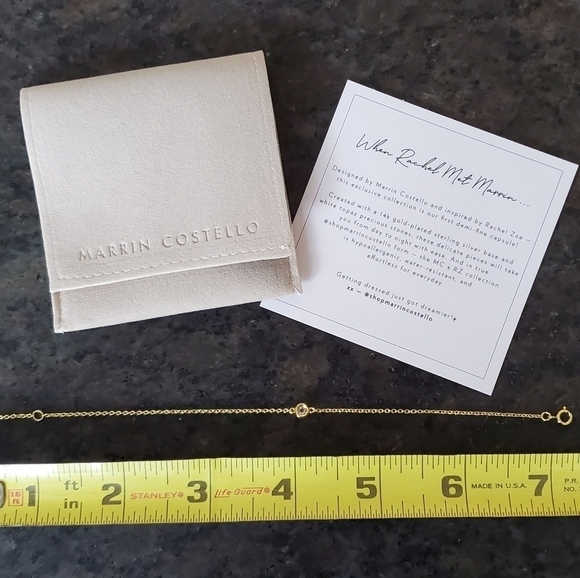 MARRIN COSTELLO
When Rachel Met Marrin...
Designed by Marrin Costello and inspired by Rachel Zoe —
this exclusive collection is our first demi-fine capsule!
Created with a 14k gold-plated sterling silver base and
white topaz precious stones, these delicate pieces will take
you from day to night with ease. And in true
@shopmarrincostello form — the MC x RZ collection
is hypoallergenic, water-resistant, and
effortless for everyday.
Getting dressed just got dreamier*+
xx — @shopmarrincostello
0 1 ft in 2 STANLEY® 3 Life Guard® 4 5 6 MADE IN U.S.A. 7 P.R. NO.